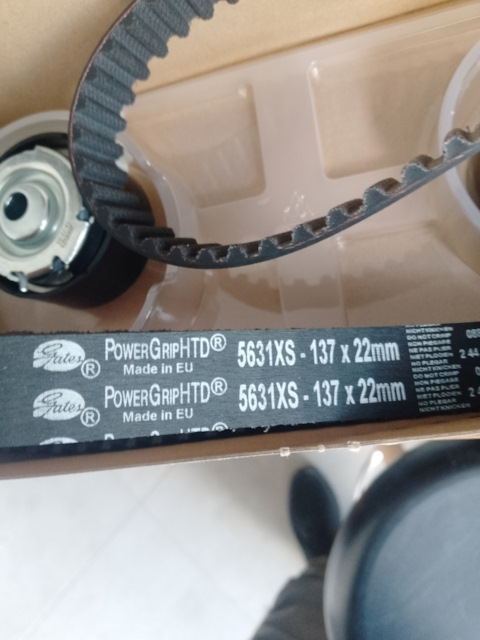 Gates® POWERGRIPHTD® 5631XS - 137 x 22mm
Made in EU
Gates® POWERGRIPHTD® 5631XS - 137 x 22mm
Made in EU
NICHT KNICKEN
DO NOT CRIMP
NON PIEGARE
NE PAS PLIER
NIET PLOOIEN
NO PLEGAR
NICHT KNICKEN
DO NOT CRIMP
NON PIEGARE
NE PAS PLIER
NIET PLOOIEN
NO PLEGAR
NICHT KNICKEN